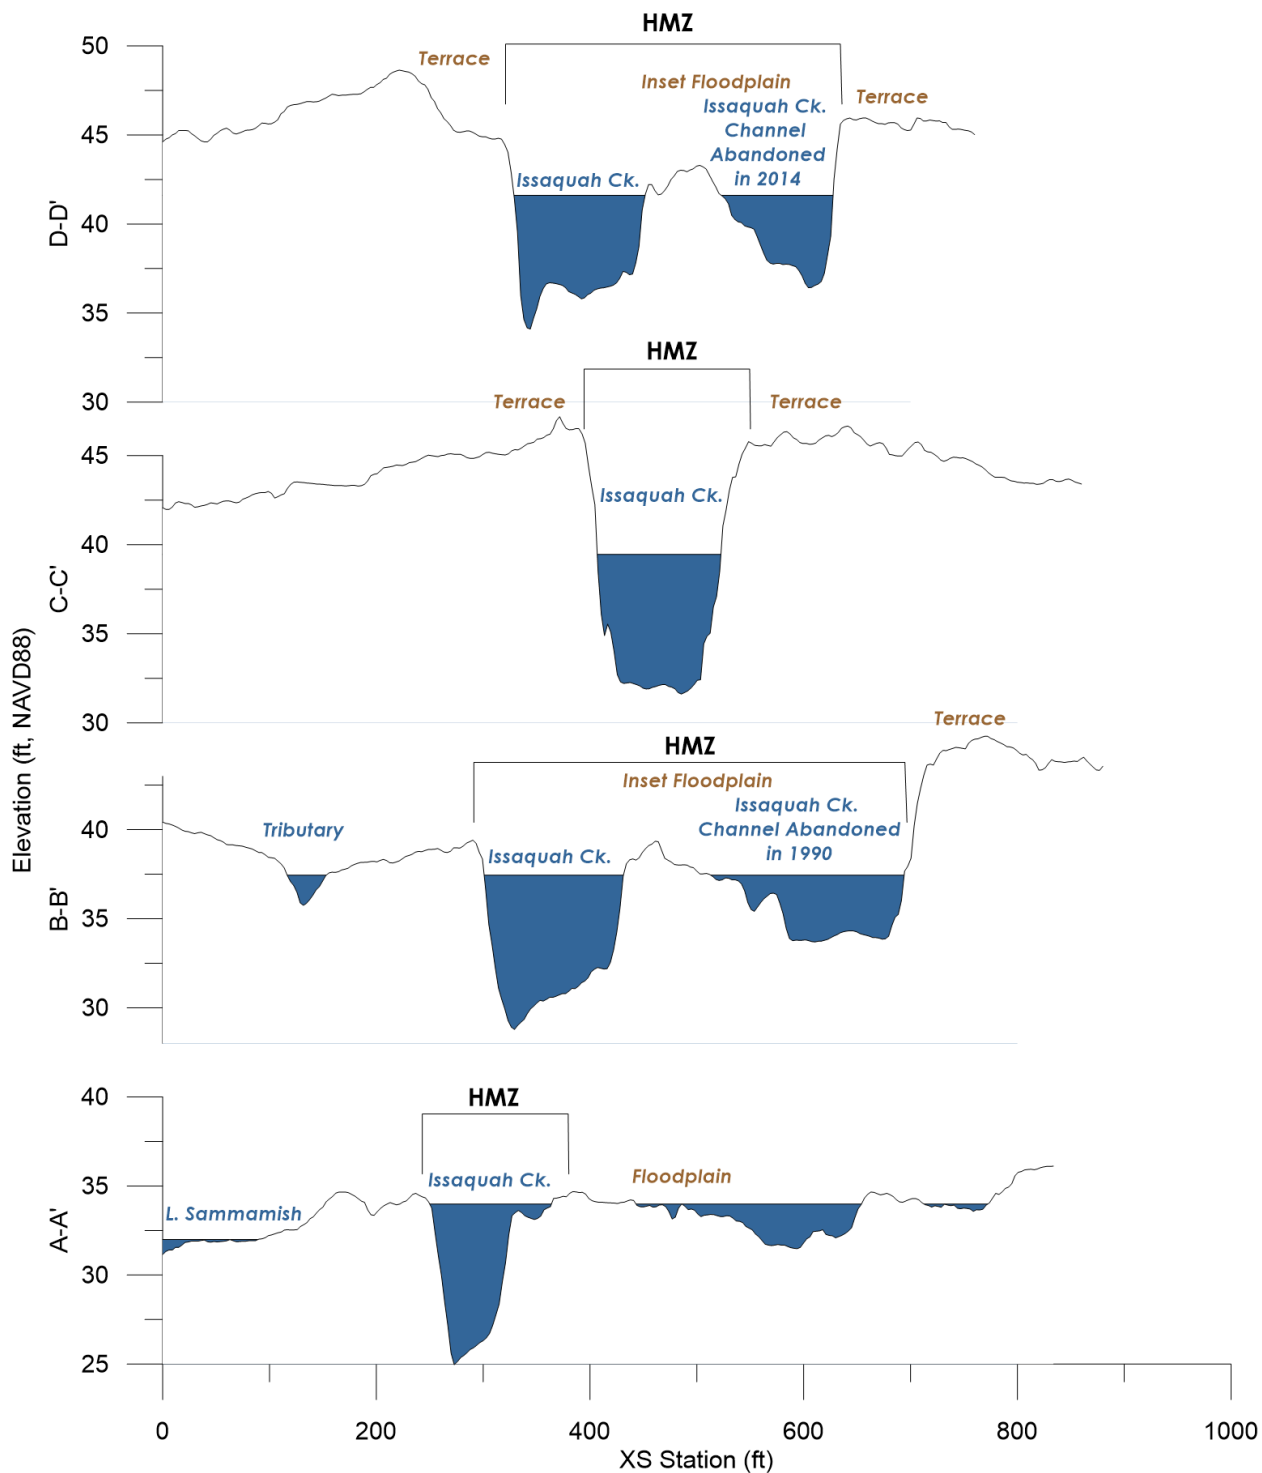 HMZ
50
Terrace
Inset Floodplain
Terrace
Issaquah Ck.
Channel
Abandoned
in 2014
45
Issaquah Ck.
40
D-D'
35
HMZ
30
Terrace
Terrace
45
Issaquah Ck.
40
C-C'
35
30
Terrace
HMZ
Inset Floodplain
Issaquah Ck.
Channel Abandoned
in 1990
40
Tributary
Issaquah Ck.
35
B-B'
30
Elevation (ft, NAVD88)
40
HMZ
35
Issaquah Ck.
Floodplain
L. Sammamish
A-A'
30
25
0 200 400 600 800 1000
XS Station (ft)